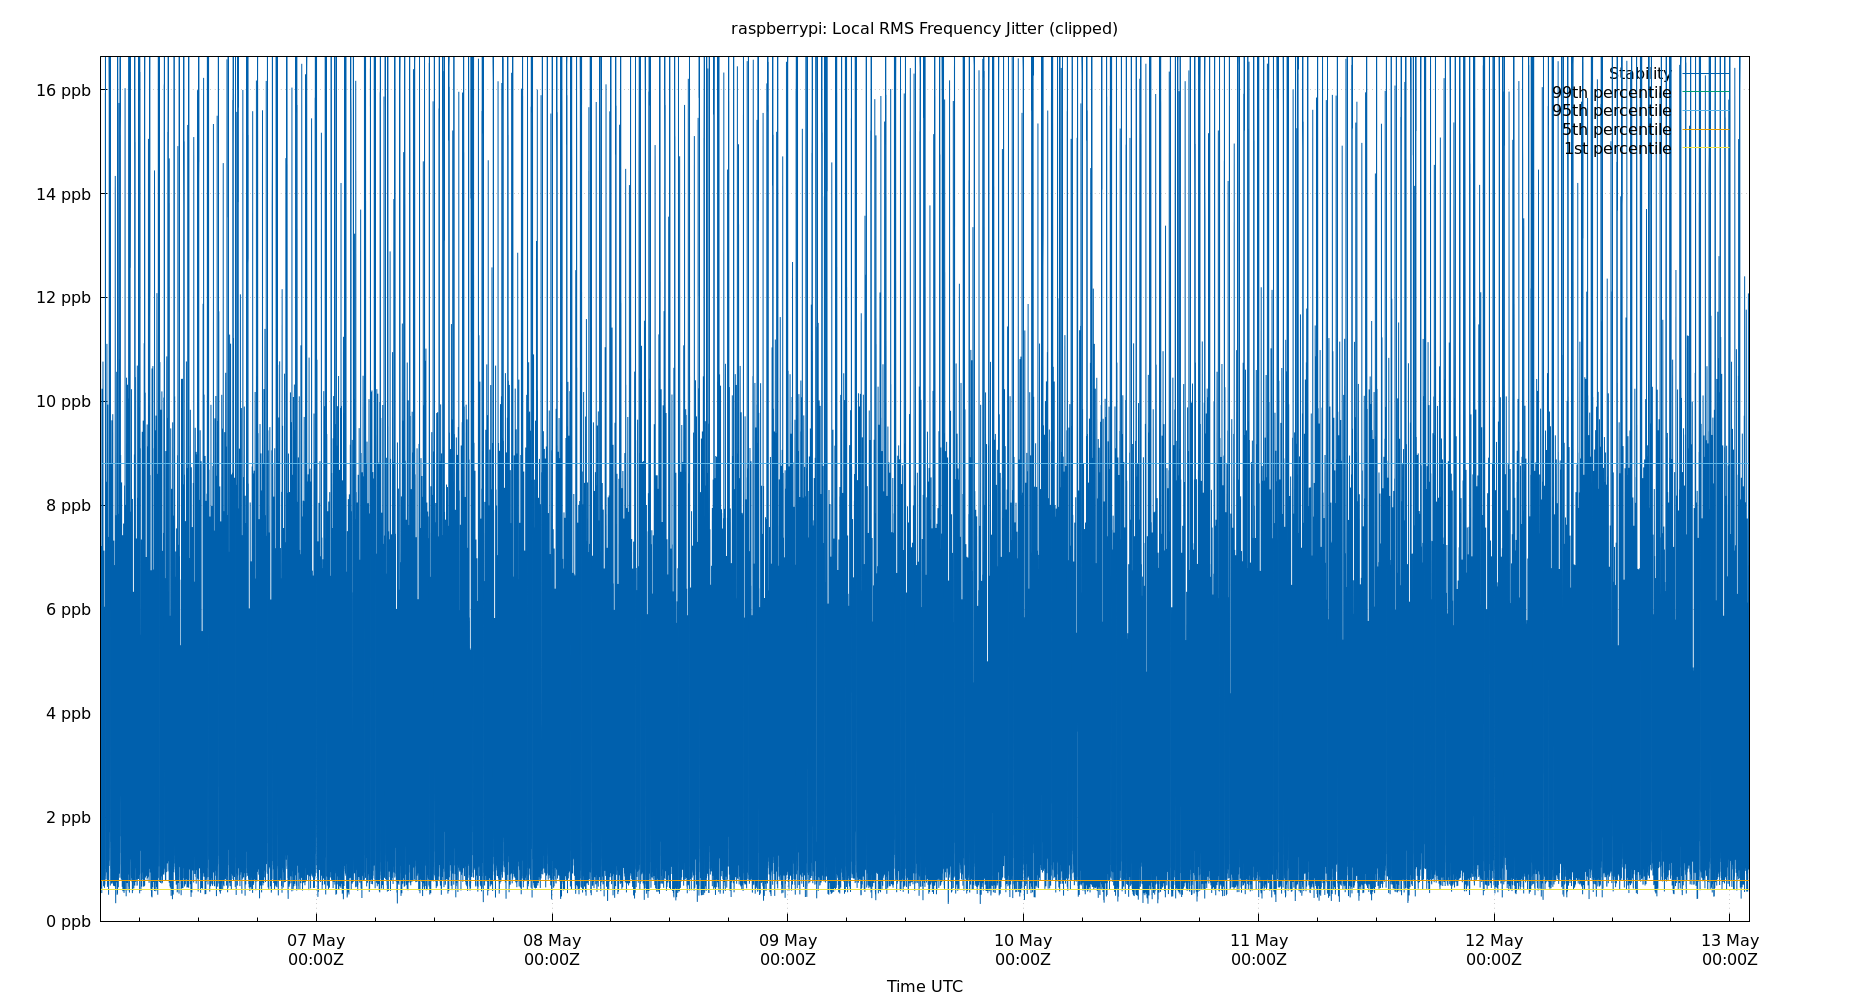 raspberrypi: Local RMS Frequency Jitter (clipped)
Stability
99th percentile
95th percentile
5th percentile
1st percentile
16 ppb
14 ppb
12 ppb
10 ppb
8 ppb
6 ppb
4 ppb
2 ppb
0 ppb
07 May 08 May 09 May 10 May 11 May 12 May 13 May
00:00Z 00:00Z 00:00Z 00:00Z 00:00Z 00:00Z 00:00Z
Time UTC